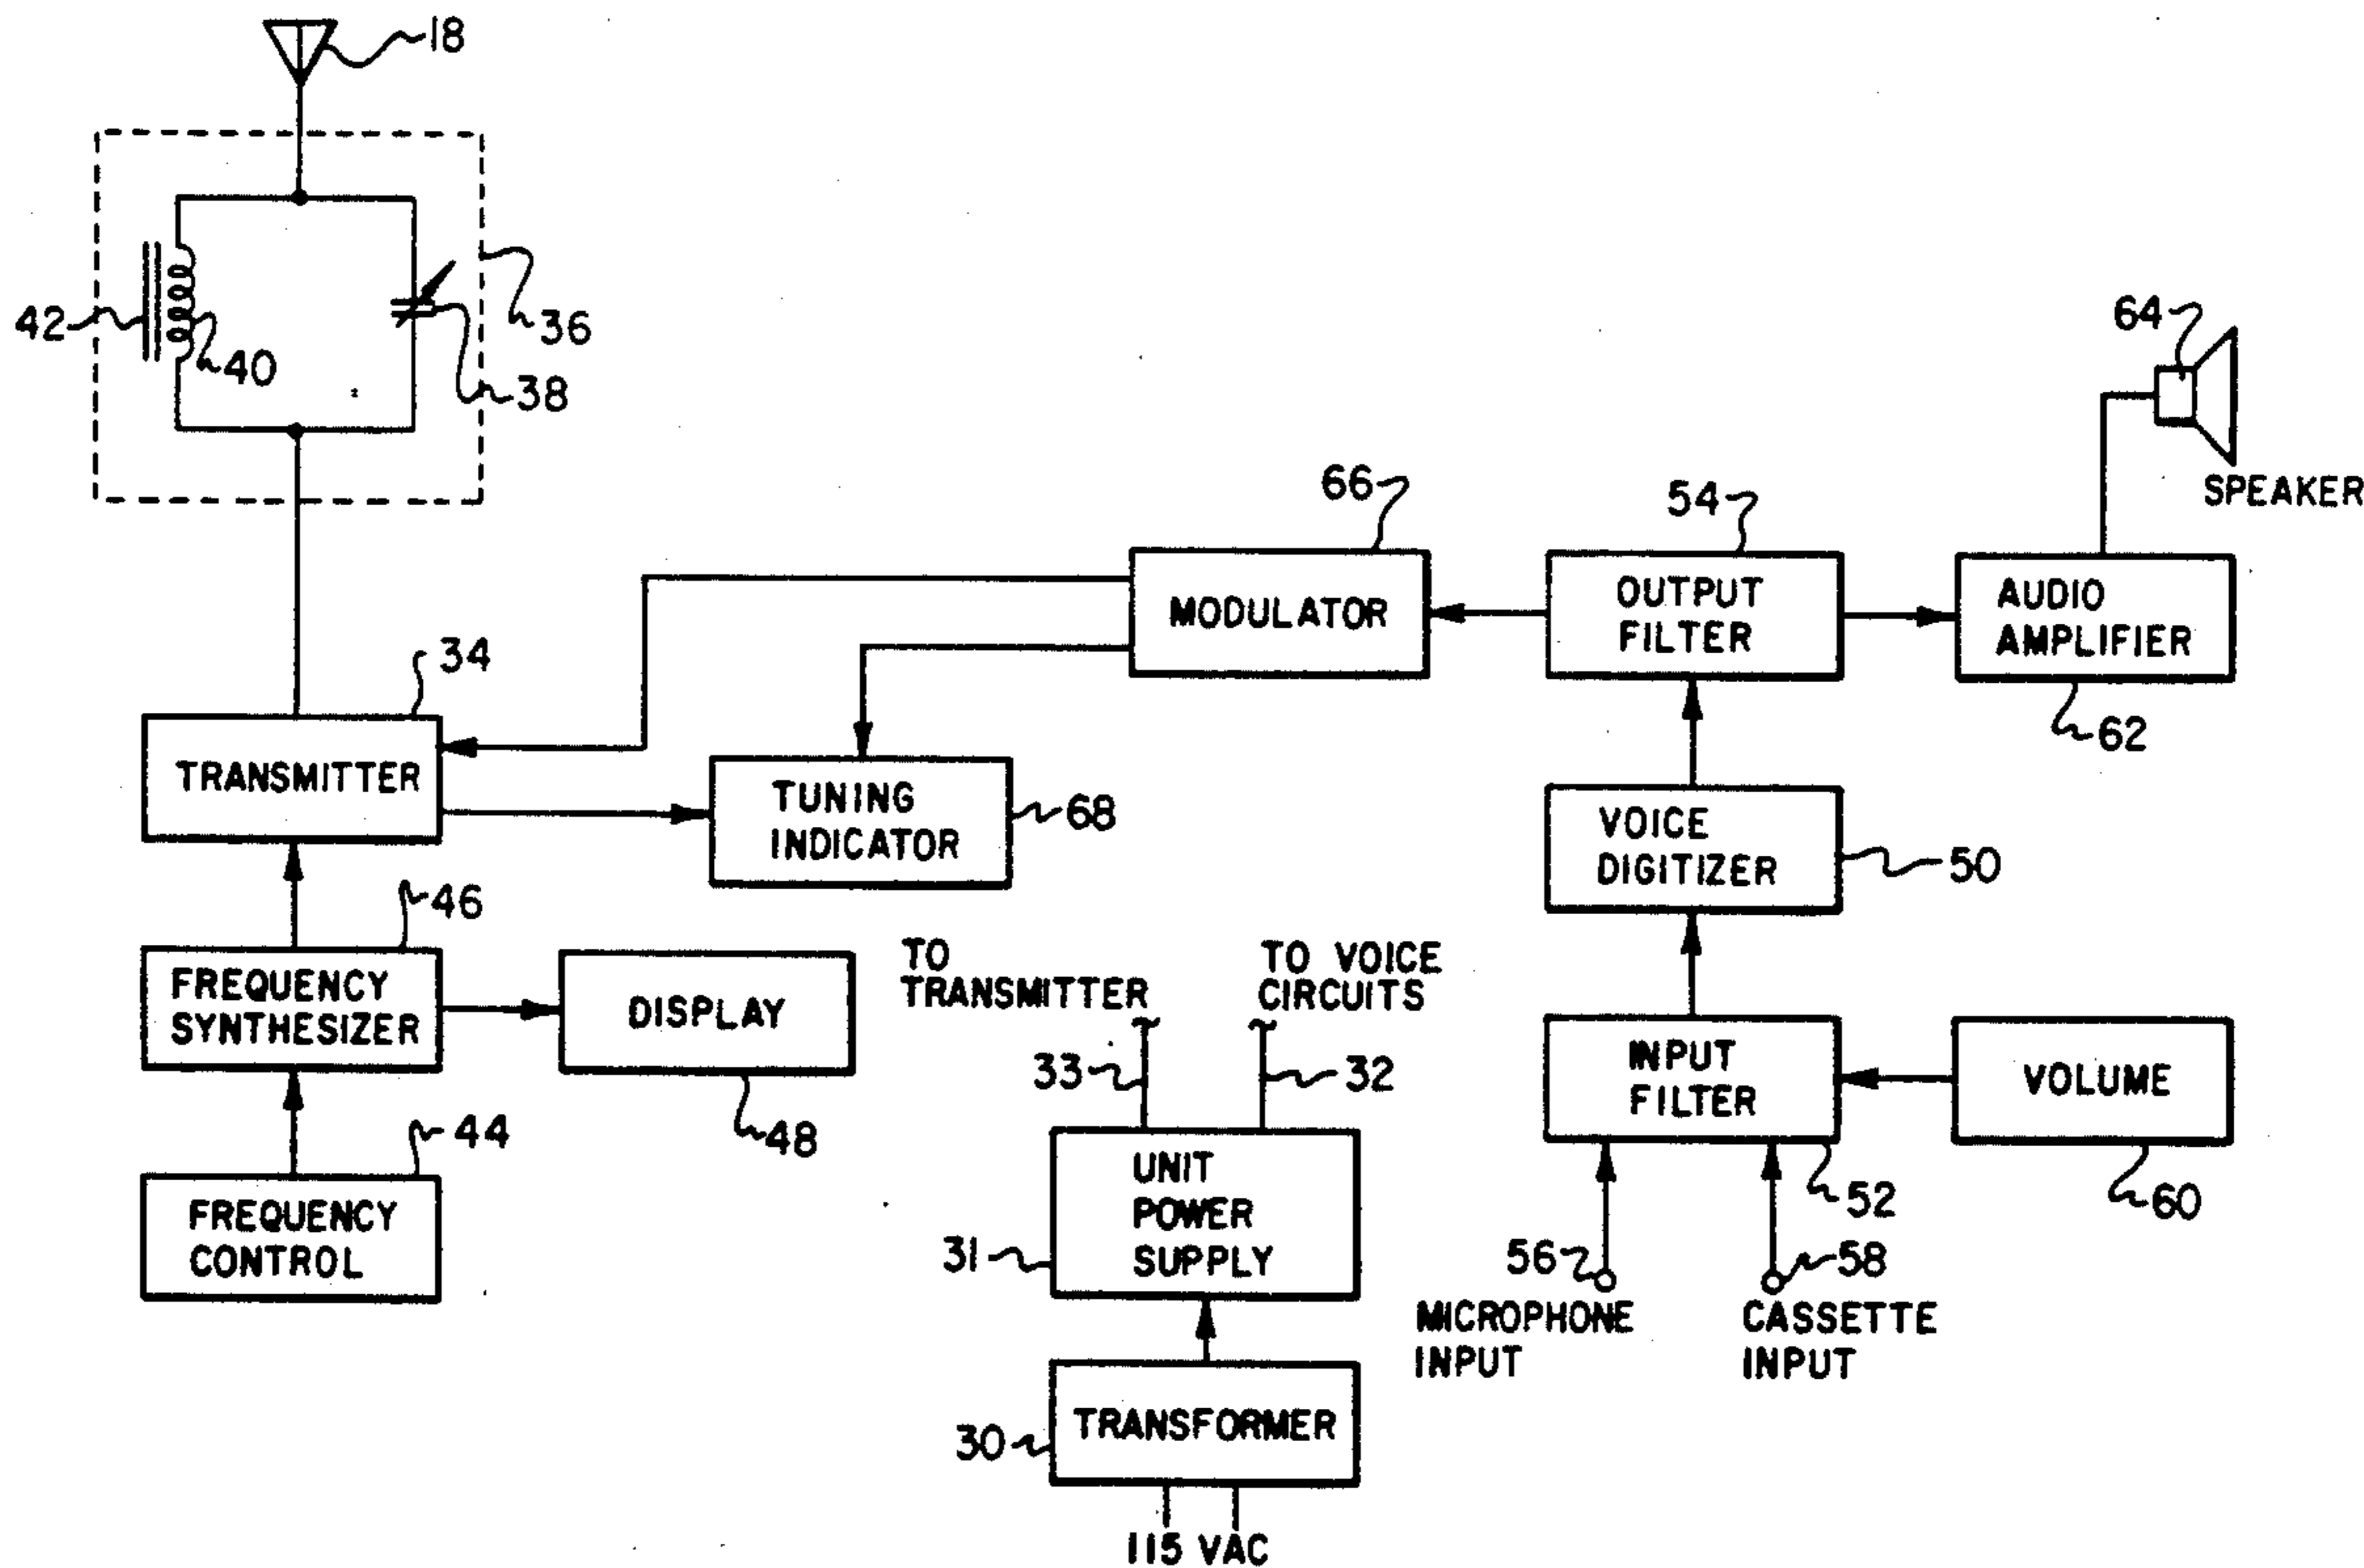 18
42
40
36
38
64
SPEAKER
66
MODULATOR
54
OUTPUT
FILTER
AUDIO
AMPLIFIER
62
34
TRANSMITTER
TUNING
INDICATOR
68
VOICE
DIGITIZER
50
46
FREQUENCY
SYNTHESIZER
DISPLAY
48
TO
TRANSMITTER
TO VOICE
CIRCUITS
33
32
INPUT
FILTER
52
VOLUME
60
44
FREQUENCY
CONTROL
UNIT
POWER
SUPPLY
31
56
MICROPHONE
INPUT
58
CASSETTE
INPUT
TRANSFORMER
30
115 VAC